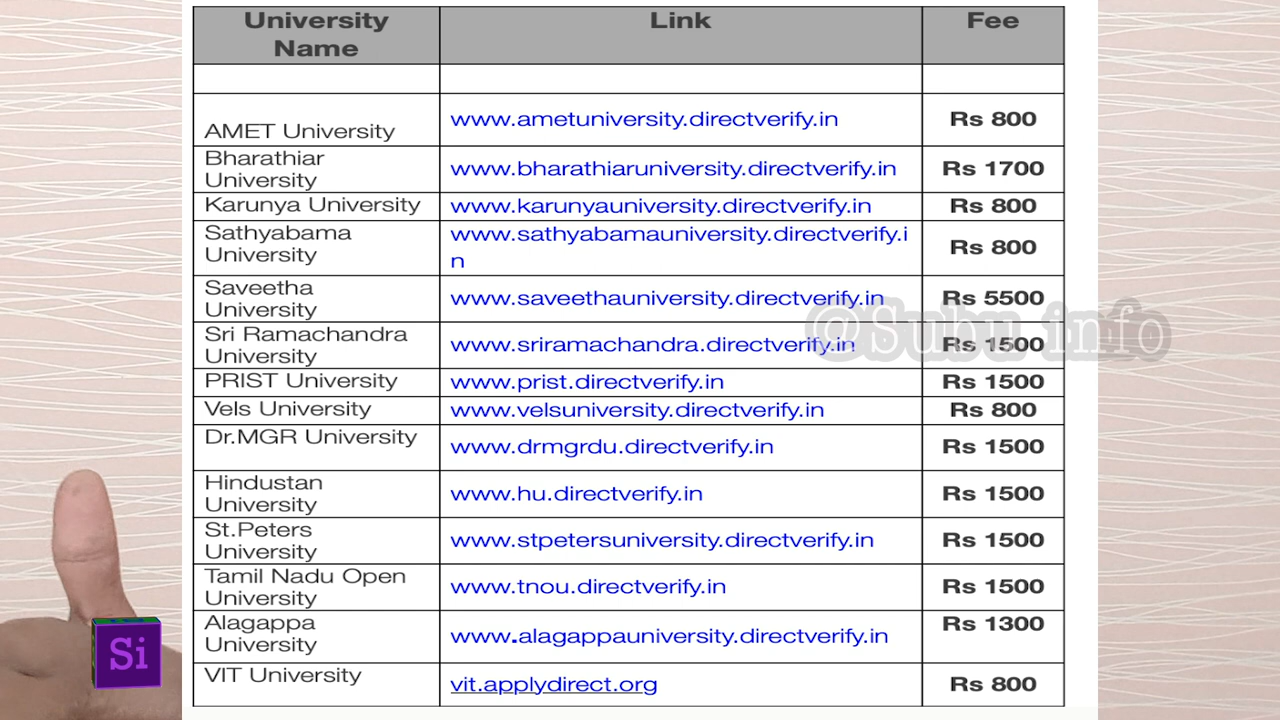 University
Name
Link
Fee
AMET University
www.ametuniversity.directverify.in
Rs 800
Bharathiar
University
www.bharathiaruniversity.directverify.in
Rs 1700
Karunya University
www.karunyauniversity.directverify.in
Rs 800
Sathyabama
University
www.sathyabamauniversity.directverify.i
n
Rs 800
Saveetha
University
www.saveethauniversity.directverify.in
Rs 5500
@Subu info
Sri Ramachandra
University
www.sriramachandra.directverify.in
Rs 1500
PRIST University
www.prist.directverify.in
Rs 1500
Vels University
www.velsuniversity.directverify.in
Rs 800
Dr.MGR University
www.drmgrdu.directverify.in
Rs 1500
Hindustan
University
www.hu.directverify.in
Rs 1500
St.Peters
University
www.stpetersuniversity.directverify.in
Rs 1500
Tamil Nadu Open
University
www.tnou.directverify.in
Rs 1500
Alagappa
University
www.alagappauniversity.directverify.in
Rs 1300
VIT University
vit.applydirect.org
Rs 800
Si